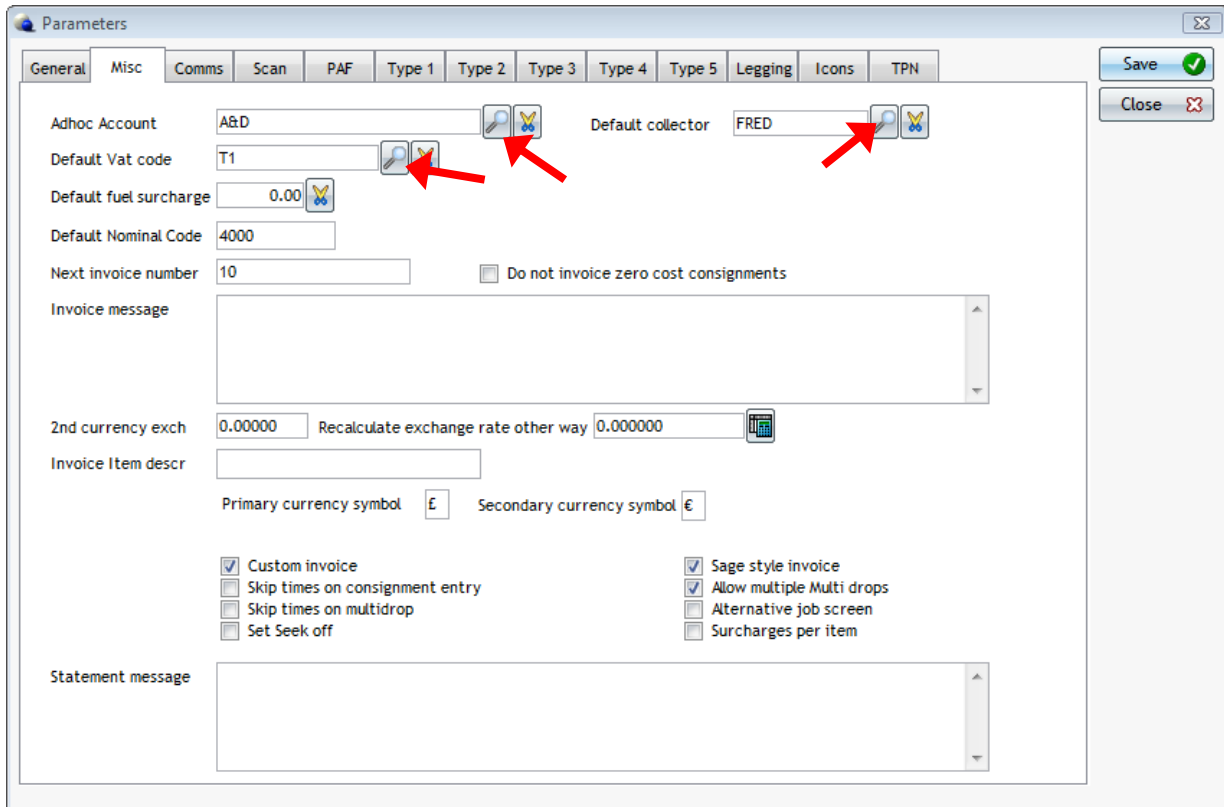 Parameters
General Misc Comms Scan PAF Type 1 Type 2 Type 3 Type 4 Type 5 Legging Icons TPN
Save
Close
Adhoc Account A&D Default collector FRED
Default Vat code T1
Default fuel surcharge 0.00
Default Nominal Code 4000
Next invoice number 10 Do not invoice zero cost consignments
Invoice message
2nd currency exch 0.00000 Recalculate exchange rate other way 0.000000
Invoice Item descr
Primary currency symbol £ Secondary currency symbol €
Custom invoice Sage style invoice
Skip times on consignment entry Allow multiple Multi drops
Skip times on multidrop Alternative job screen
Set Seek off Surcharges per item
Statement message